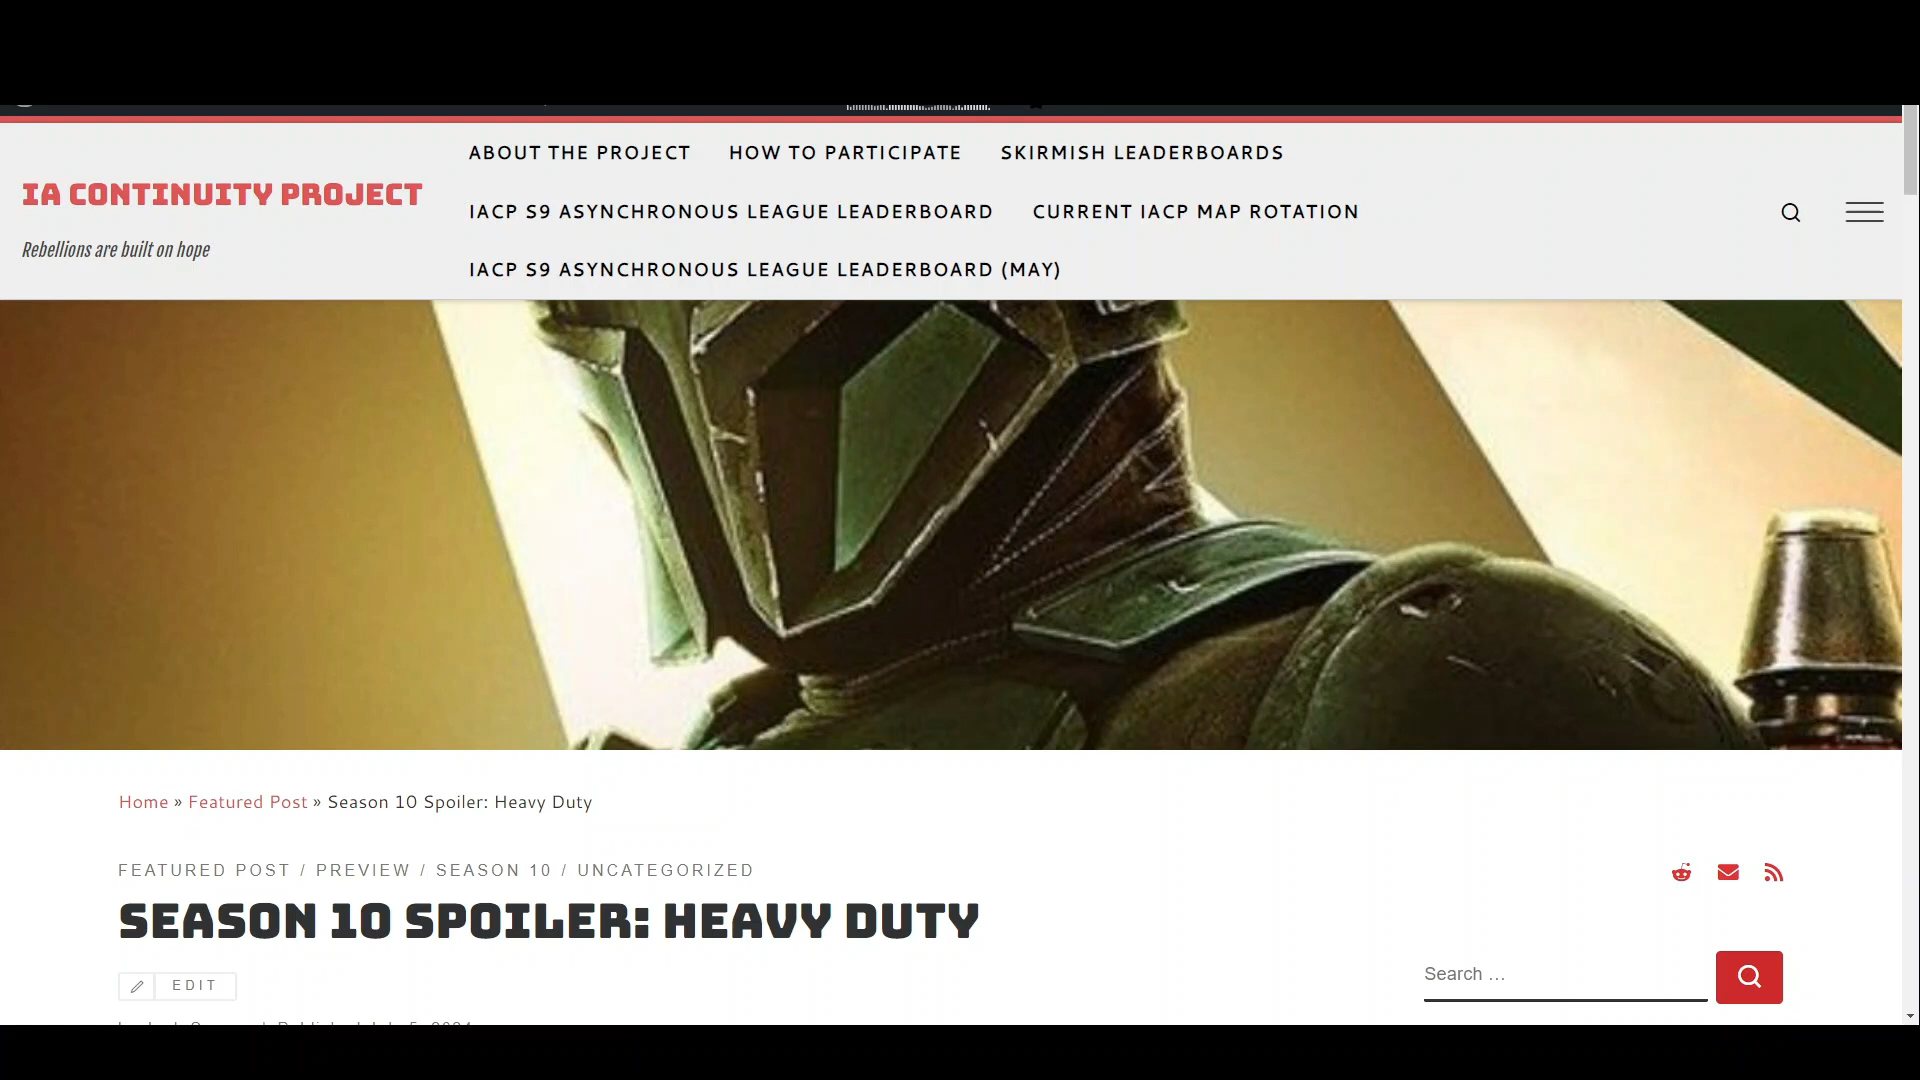 ABOUT THE PROJECT HOW TO PARTICIPATE SKIRMISH LEADERBOARDS
IA CONTINUITY PROJECT
IACP S9 ASYNCHRONOUS LEAGUE LEADERBOARD CURRENT IACP MAP ROTATION
Rebellions are built on hope
IACP S9 ASYNCHRONOUS LEAGUE LEADERBOARD (MAY)
Home » Featured Post » Season 10 Spoiler: Heavy Duty
FEATURED POST / PREVIEW / SEASON 10 / UNCATEGORIZED
SEASON 10 SPOILER: HEAVY DUTY
Search …
EDIT